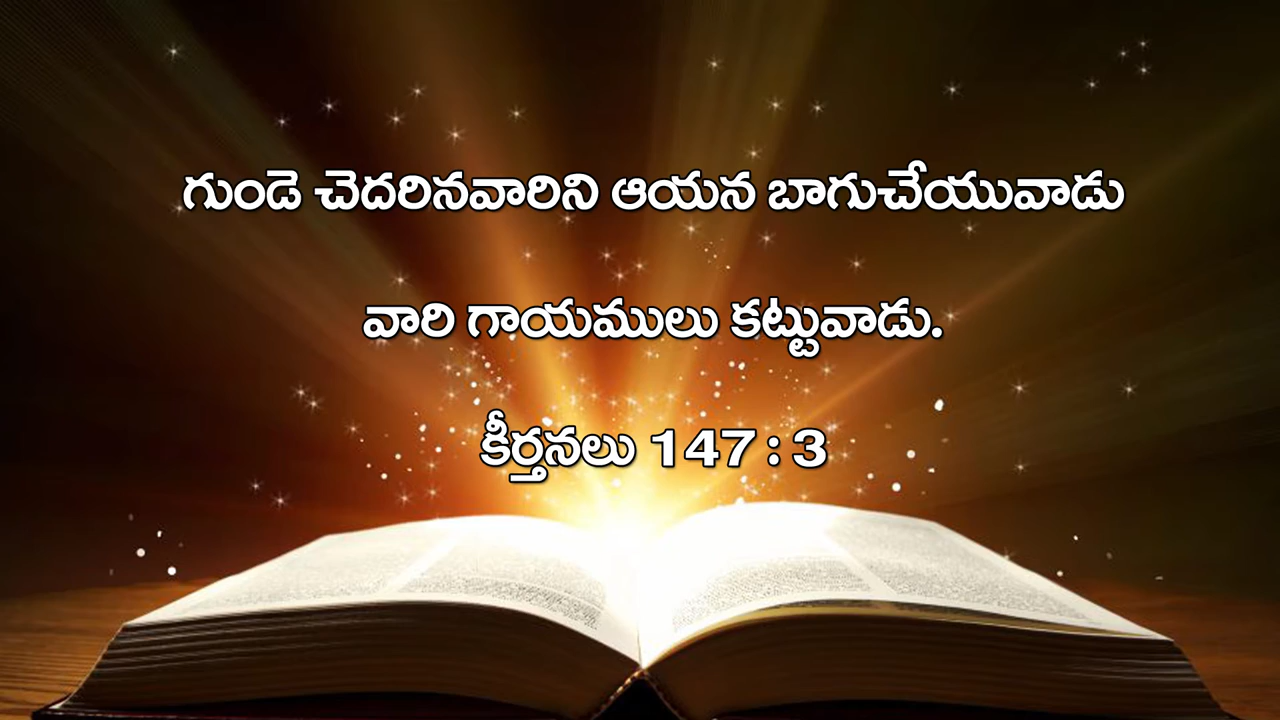 గుండె చెదరినవారిని ఆయన బాగుచేయువాడు
వారి గాయములు కట్టువాడు.
కీర్తనలు 147 : 3